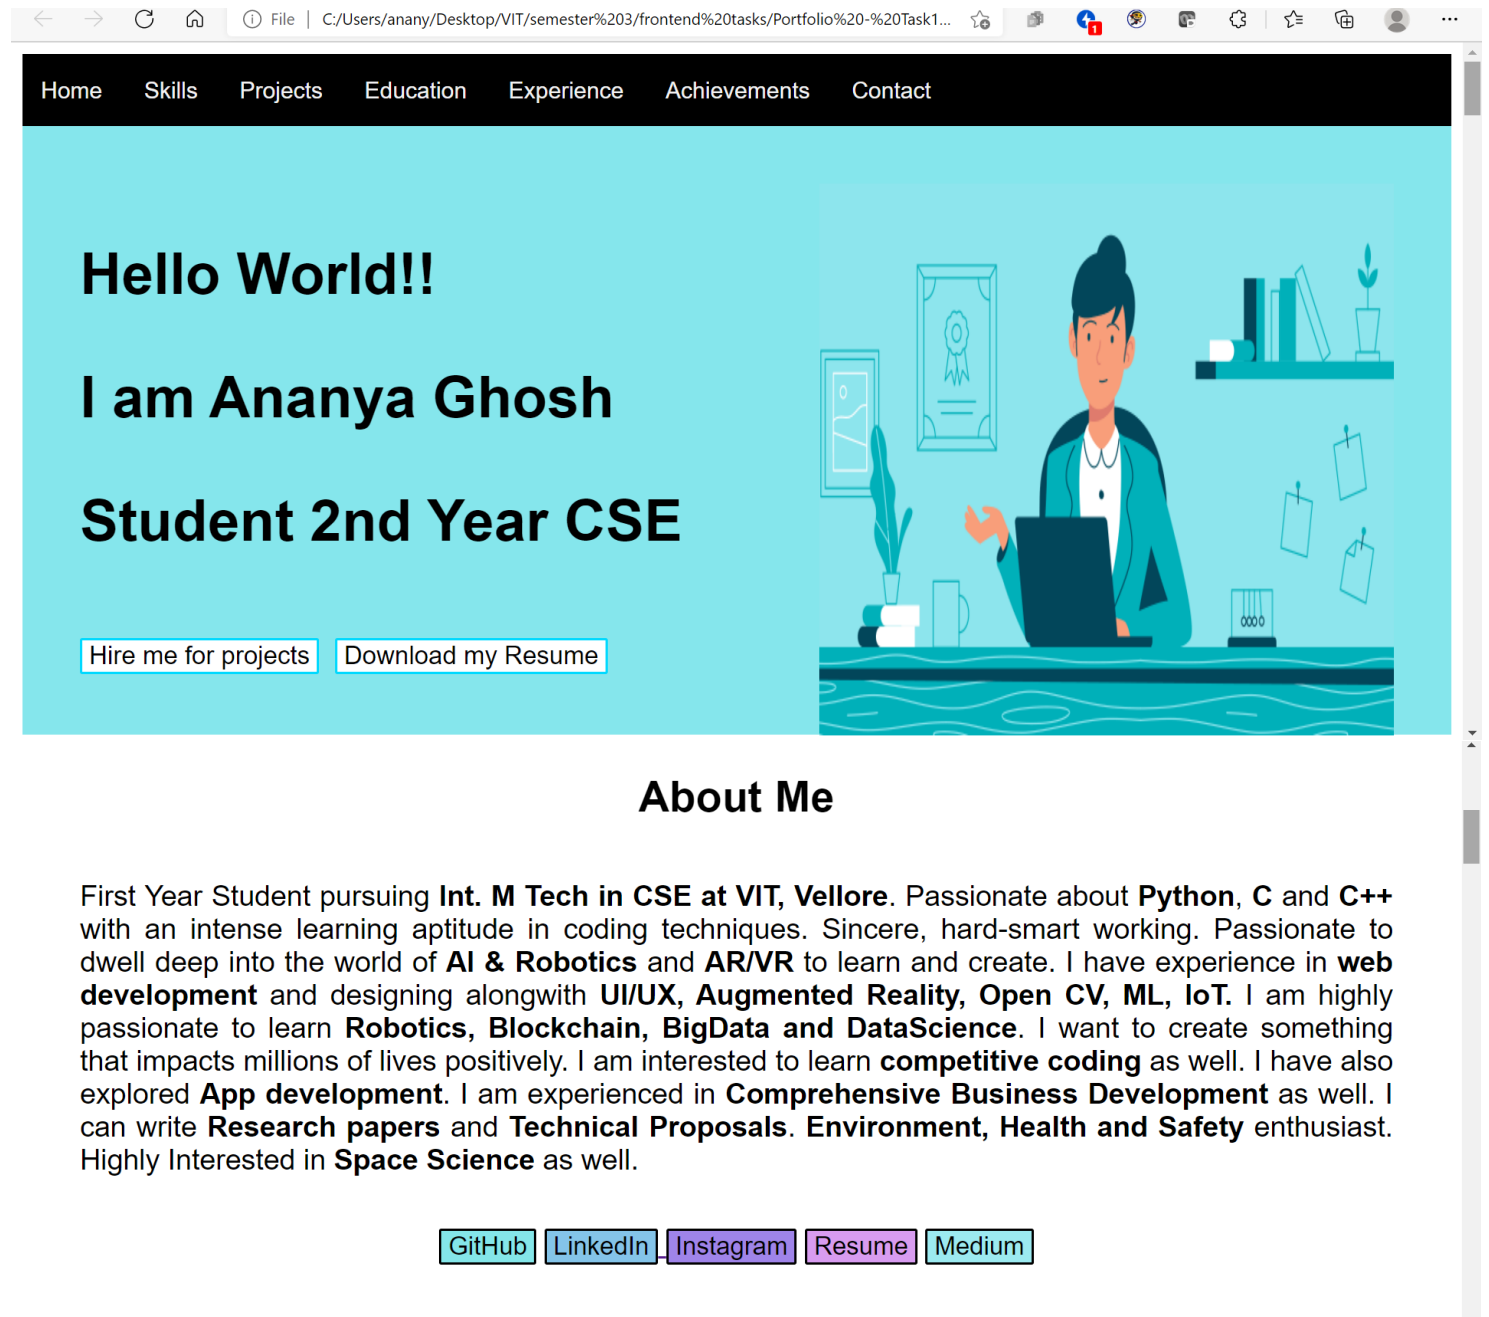 File | C:/Users/anany/Desktop/VIT/semester%203/frontend%20tasks/Portfolio%20-%20Task1...
1
Home Skills Projects Education Experience Achievements Contact
Hello World!!
I am Ananya Ghosh
Student 2nd Year CSE
Hire me for projects Download my Resume
About Me
First Year Student pursuing Int. M Tech in CSE at VIT, Vellore. Passionate about Python, C and C++
with an intense learning aptitude in coding techniques. Sincere, hard-smart working. Passionate to
dwell deep into the world of AI & Robotics and AR/VR to learn and create. I have experience in web
development and designing alongwith UI/UX, Augmented Reality, Open CV, ML, IoT. I am highly
passionate to learn Robotics, Blockchain, BigData and DataScience. I want to create something
that impacts millions of lives positively. I am interested to learn competitive coding as well. I have also
explored App development. I am experienced in Comprehensive Business Development as well. I
can write Research papers and Technical Proposals. Environment, Health and Safety enthusiast.
Highly Interested in Space Science as well.
GitHub LinkedIn Instagram Resume Medium